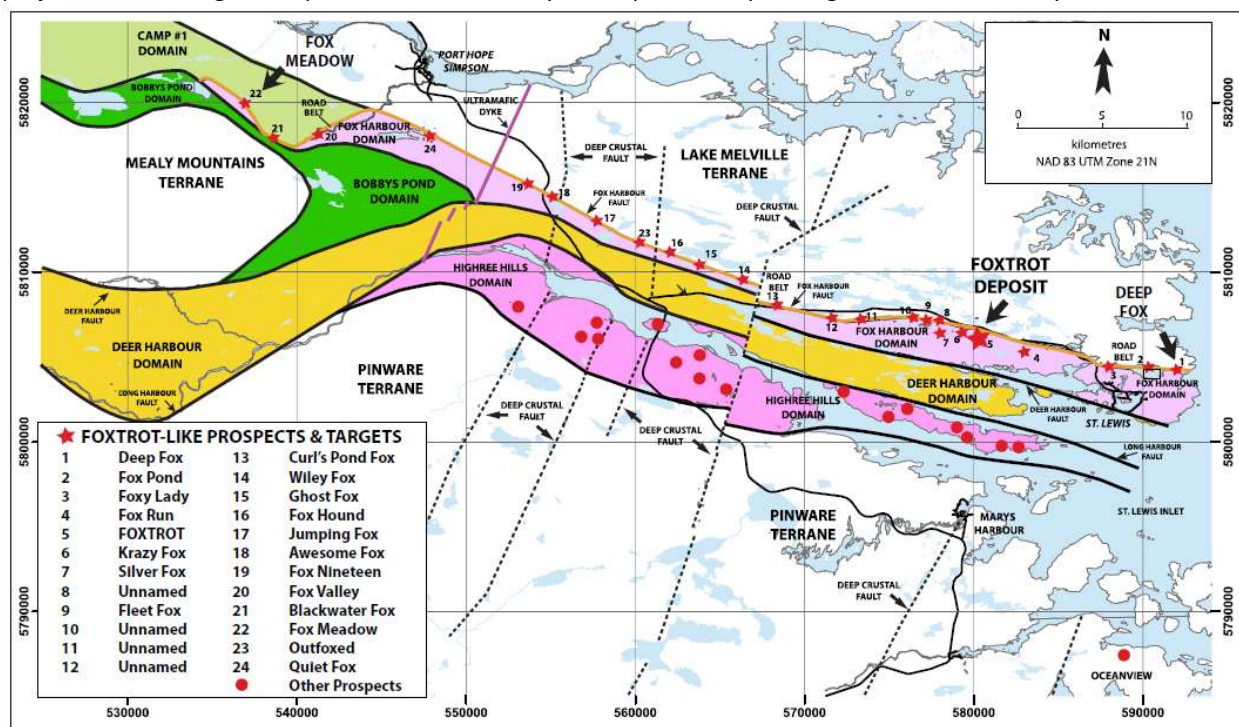 CAMP #1
DOMAIN
FOX
MEADOW
PORT HOPE
SIMPSON
BOBBYS POND
DOMAIN
22
ROAD
BELT
ULTRAMAFIC
DYKE
21
20
FOX HARBOUR
DOMAIN
24
MEALY MOUNTAINS
TERRANE
BOBBYS POND
DOMAIN
DEEP CRUSTAL
FAULT
LAKE MELVILLE
TERRANE
19
18
FOX HARBOUR
FAULT
17
23
16
15
14
DEEP CRUSTAL
FAULT
N
0
5
10
kilometres
NAD 83 UTM Zone 21N
HIGHREE HILLS
DOMAIN
DEER HARBOUR
FAULT
DEER HARBOUR
DOMAIN
LONG HARBOUR
FAULT
PINWARE
TERRANE
ROAD
BELT
13
FOX HARBOUR
FAULT
FOXTROT
DEPOSIT
DEEP
FOX
12
11
10
9
8
7
6
5
4
FOX HARBOUR
DOMAIN
ROAD
BELT
3
2
1
FOX HARBOUR
DOMAIN
DEER HARBOUR
DOMAIN
DEER HARBOUR
FAULT
ST. LEWIS
HIGHREE HILLS
DOMAIN
LONG HARBOUR
FAULT
DEEP CRUSTAL
FAULT
DEEP CRUSTAL
FAULT
ST. LEWIS INLET
PINWARE
TERRANE
MARYS
HARBOUR
DEEP CRUSTAL
FAULT
OCEANVIEW
FOXTROT-LIKE PROSPECTS & TARGETS
1 Deep Fox 13 Curl's Pond Fox
2 Fox Pond 14 Wiley Fox
3 Foxy Lady 15 Ghost Fox
4 Fox Run 16 Fox Hound
5 FOXTROT 17 Jumping Fox
6 Krazy Fox 18 Awesome Fox
7 Silver Fox 19 Fox Nineteen
8 Unnamed 20 Fox Valley
9 Fleet Fox 21 Blackwater Fox
10 Unnamed 22 Fox Meadow
11 Unnamed 23 Outfoxed
12 Unnamed 24 Quiet Fox
Other Prospects
5820000
5810000
5800000
5790000
5820000
5810000
5800000
5790000
530000
540000
550000
560000
570000
580000
590000